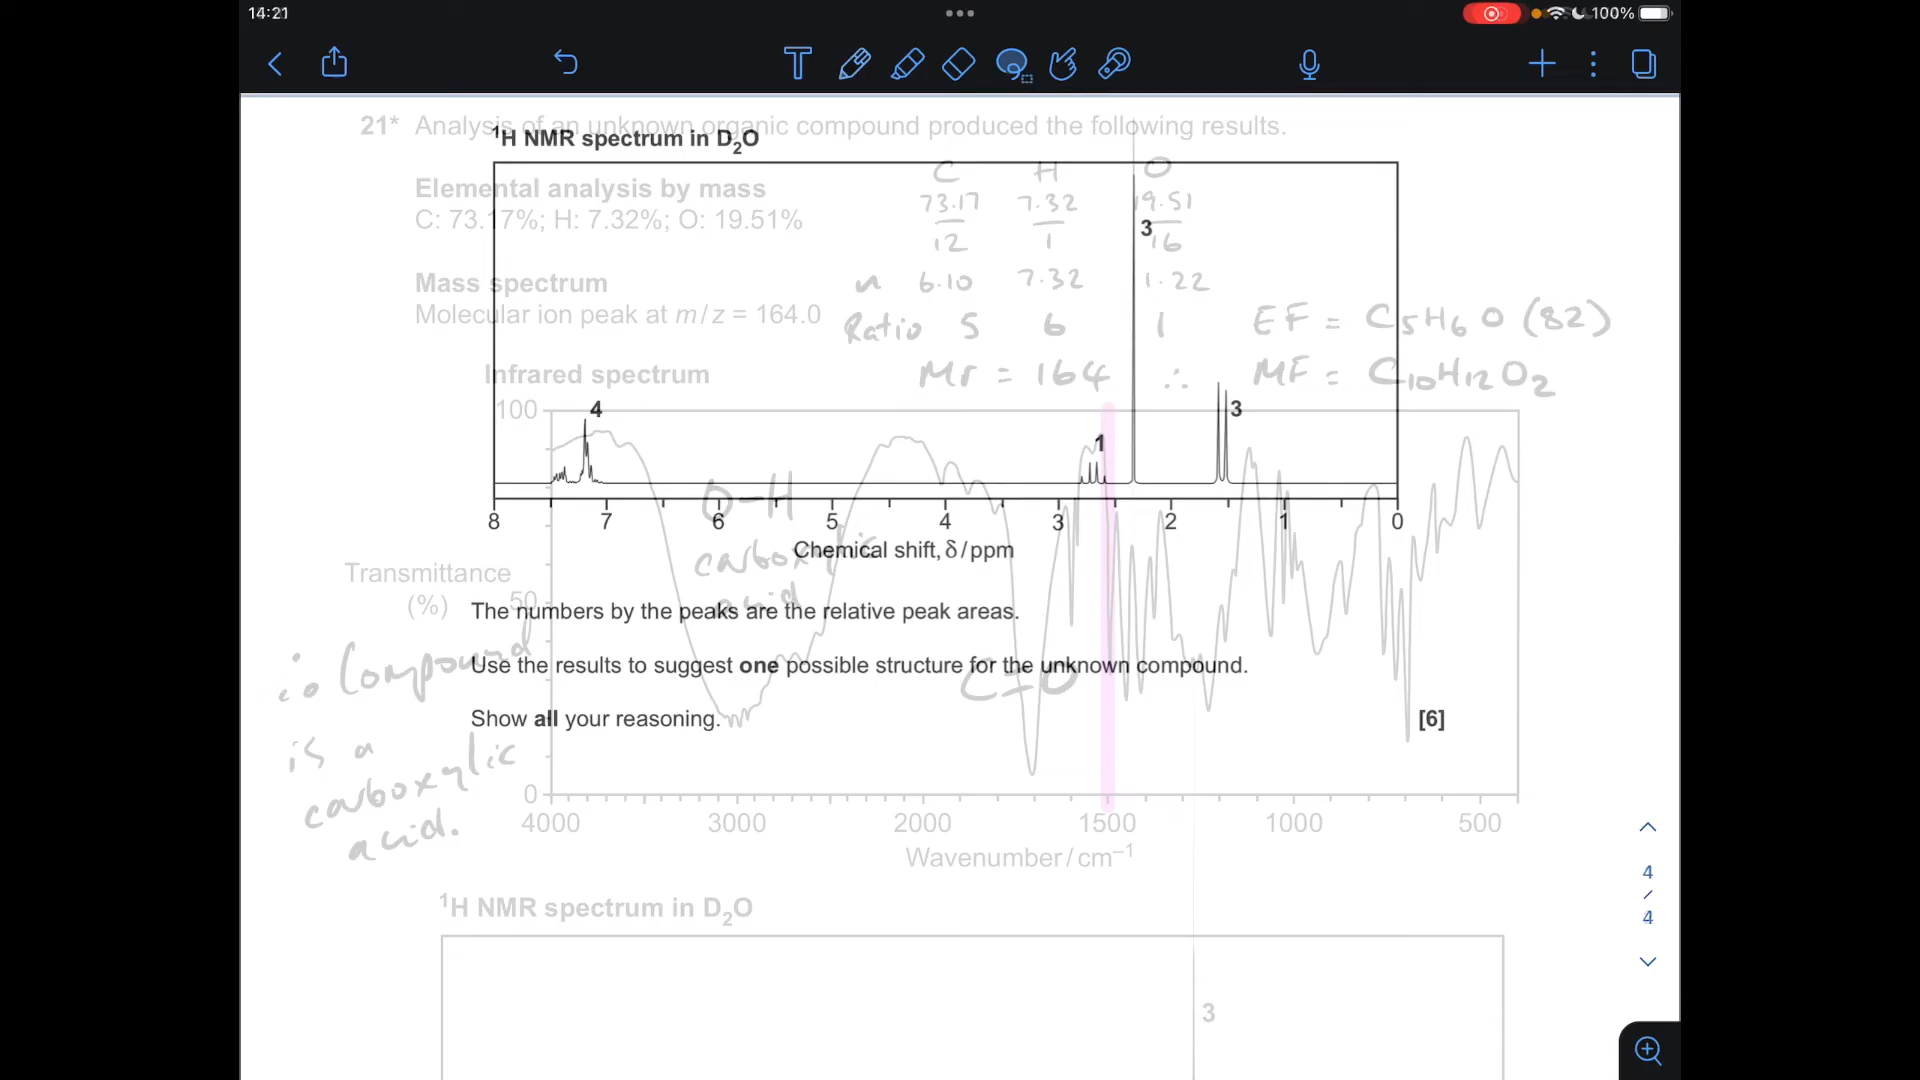 14:21
100%
21* Analysis of an unknown organic compound produced the following results.
¹H NMR spectrum in D₂O
C H O
Elemental analysis by mass
73.17 7.32 19.51
C: 73.17%; H: 7.32%; O: 19.51%
3
12 1 16
Mass spectrum
n 6.10 7.32 1.22
Molecular ion peak at m/z = 164.0
Ratio 5 6 1 EF = C₅H₆O (82)
Infrared spectrum
Mr = 164 ∴ MF = C₁₀H₁₂O₂
100
4 3
1
O–H
8 7 6 5 4 3 2 1 0
Chemical shift, δ/ppm
carboxylic
acid
Transmittance
(%)
50
The numbers by the peaks are the relative peak areas.
Use the results to suggest one possible structure for the unknown compound.
C=O
Show all your reasoning.
[6]
∴ Compound
is a
carboxylic
acid.
0
4000 3000 2000 1500 1000 500
Wavenumber/cm⁻¹
4
/
4
¹H NMR spectrum in D₂O
3